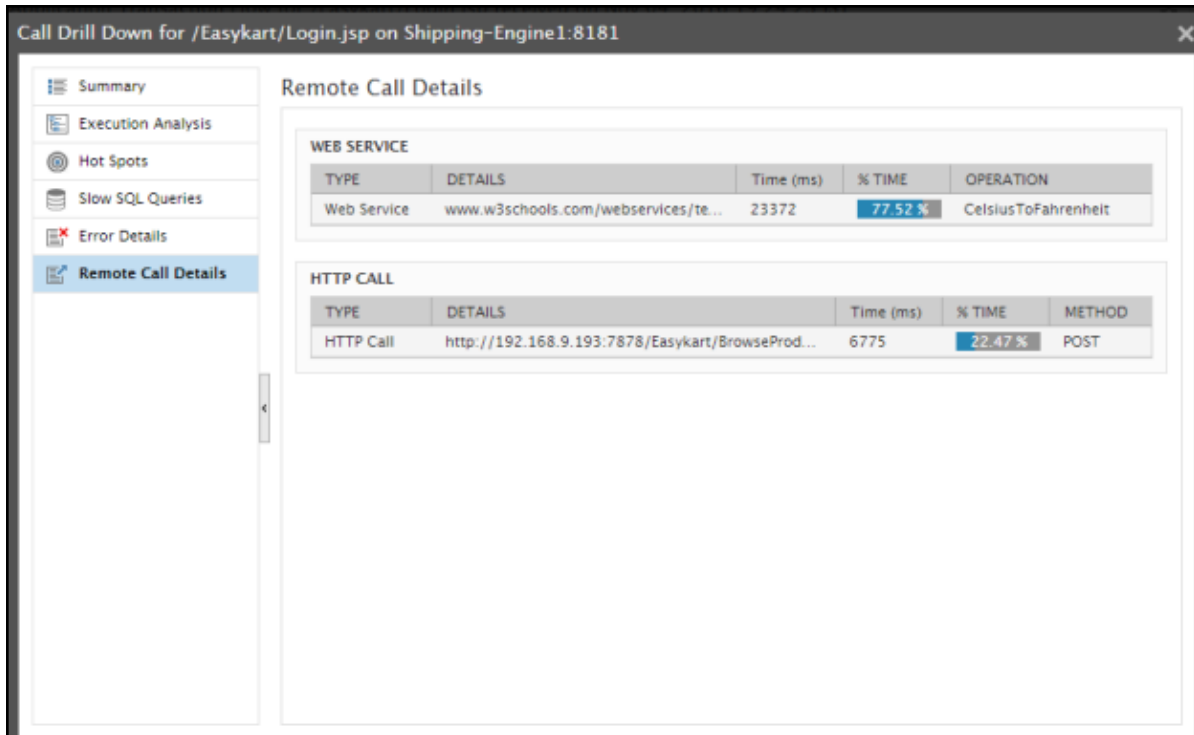 Call Drill Down for /Easykart/Login.jsp on Shipping-Engine1:8181
Summary
Execution Analysis
Hot Spots
Slow SQL Queries
Error Details
Remote Call Details
Remote Call Details
WEB SERVICE
TYPE DETAILS Time (ms) % TIME OPERATION
Web Service www.w3schools.com/webservices/te... 23372 77.52 % CelsiusToFahrenheit
HTTP CALL
TYPE DETAILS Time (ms) % TIME METHOD
HTTP Call http://192.168.9.193:7878/Easykart/BrowseProd... 6775 22.47 % POST